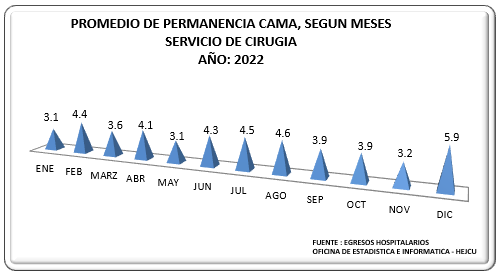 PROMEDIO DE PERMANENCIA CAMA, SEGUN MESES
SERVICIO DE CIRUGIA
AÑO: 2022
3.1 4.4 3.6 4.1 3.1 4.3 4.5 4.6 3.9 3.9 3.2 5.9
ENE FEB MARZ ABR MAY JUN JUL AGO SEP OCT NOV DIC
FUENTE : EGRESOS HOSPITALARIOS
OFICINA DE ESTADISTICA E INFORMATICA - HEJCU